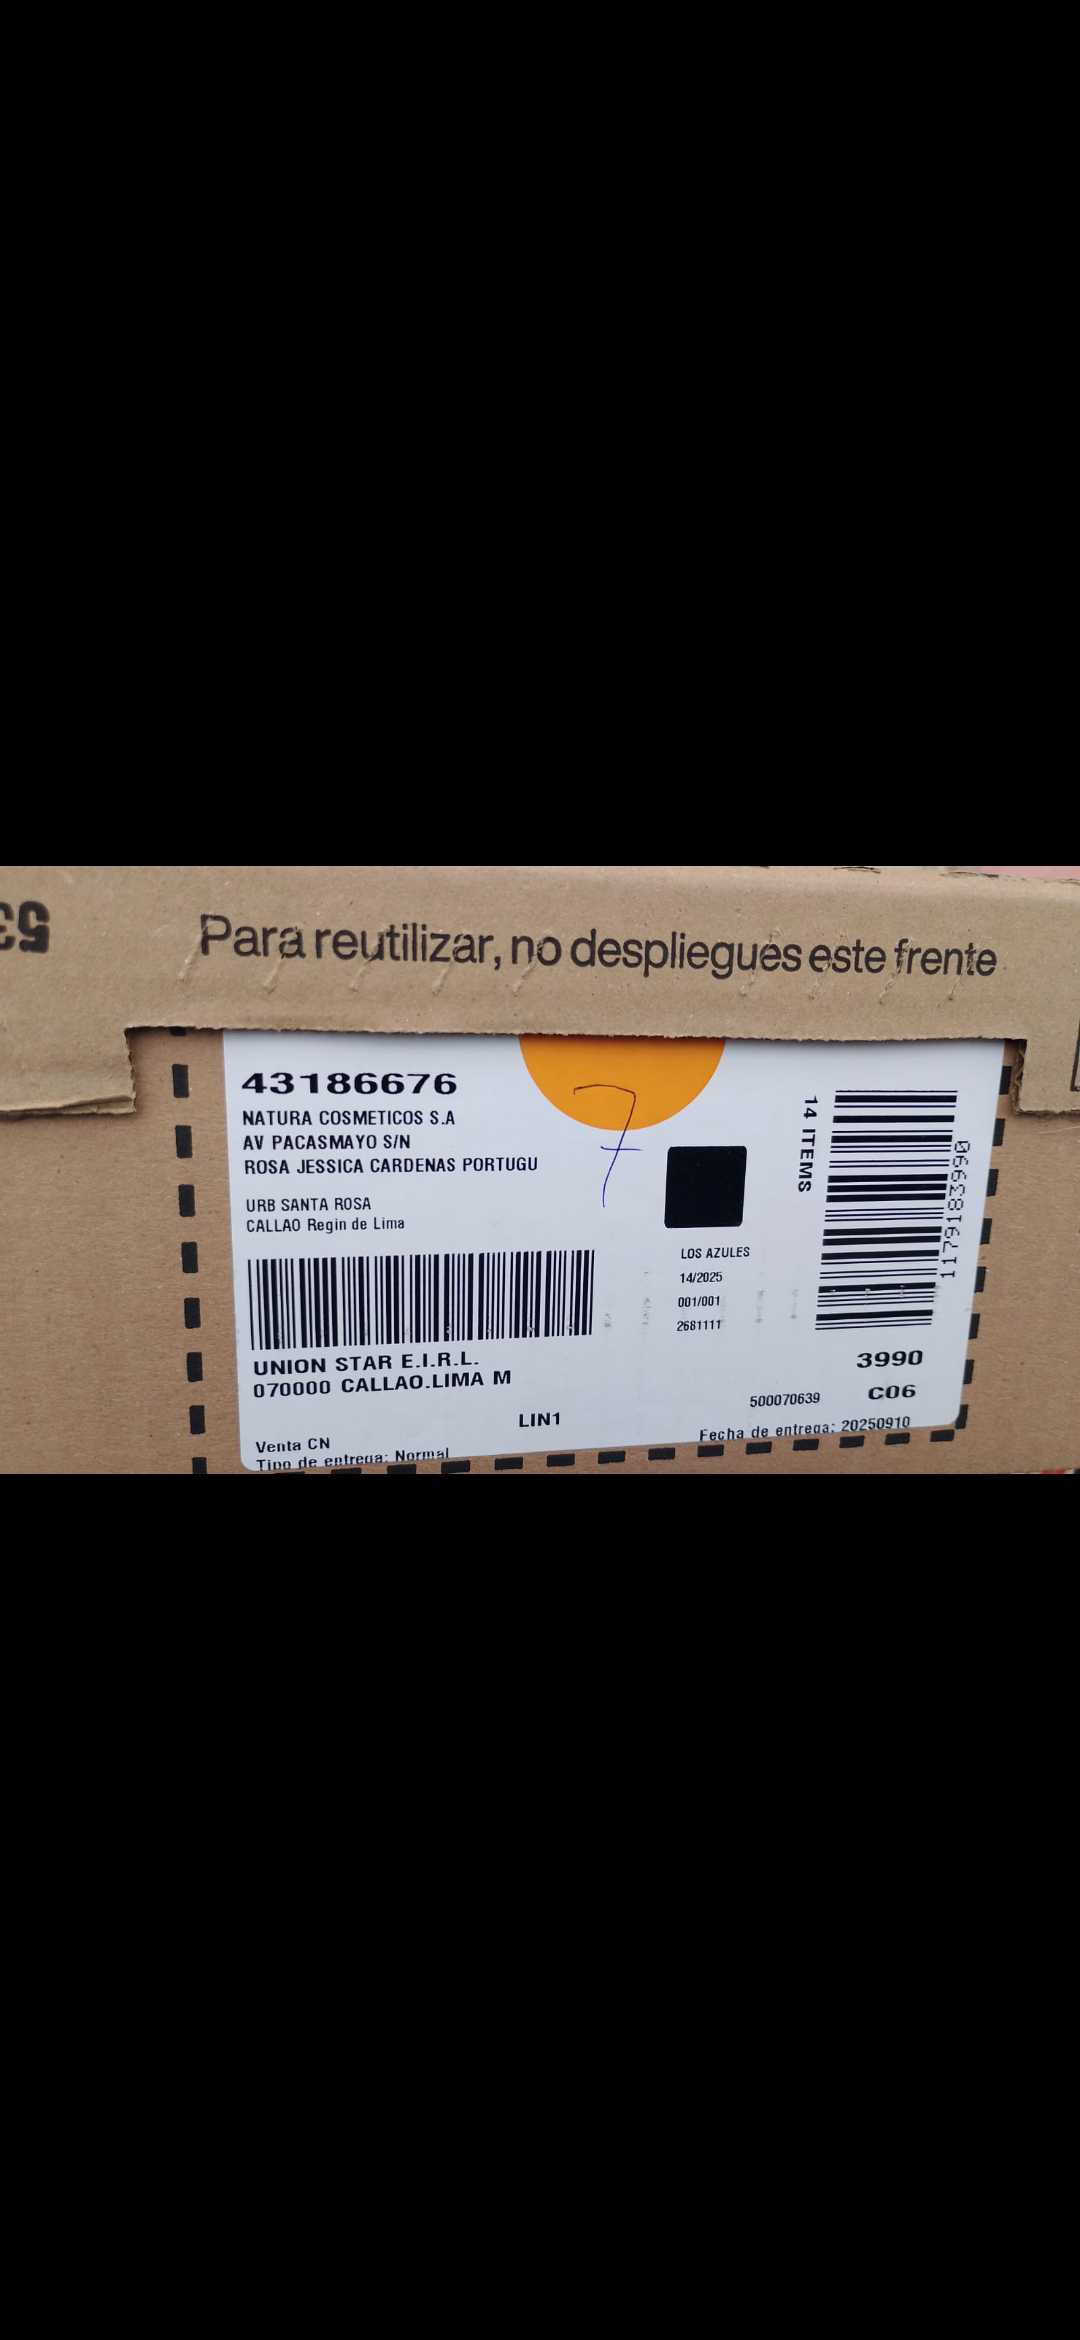 53
Para reutilizar, no despliegues este frente
43186676
NATURA COSMETICOS S.A
AV PACASMAYO S/N
ROSA JESSICA CARDENAS PORTUGU
URB SANTA ROSA
CALLAO Regin de Lima
7
14 ITEMS
1179183990
LOS AZULES
14/2025
001/001
2681111
UNION STAR E.I.R.L.
070000 CALLAO.LIMA M
3990
500070639 C06
LIN1
Fecha de entrega: 20250910
Venta CN
Tipo de entrega: Normal